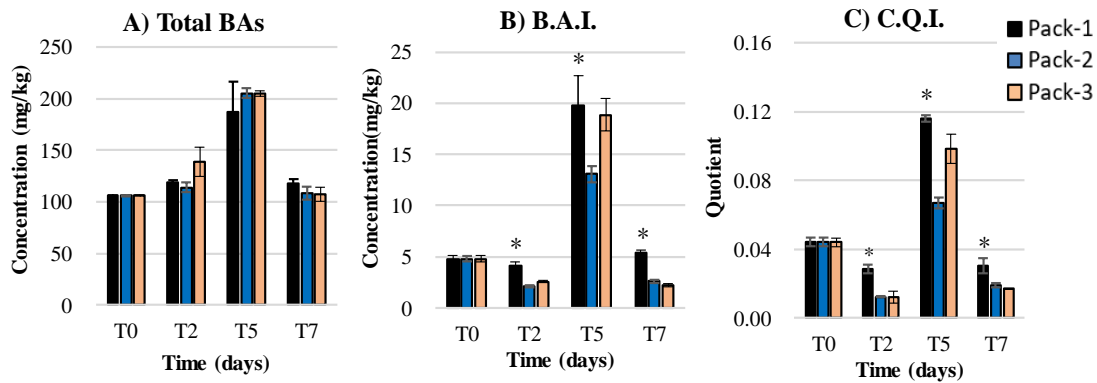 A) Total BAs
Concentration (mg/kg)
250
200
150
100
50
0
T0 T2 T5 T7
Time (days)
B) B.A.I.
Concentration(mg/kg)
25
20
15
10
5
0
* * *
T0 T2 T5 T7
Time (days)
C) C.Q.I.
Quotient
0.16
0.12
0.08
0.04
0.00
* * *
T0 T2 T5 T7
Time (days)
Pack-1
Pack-2
Pack-3